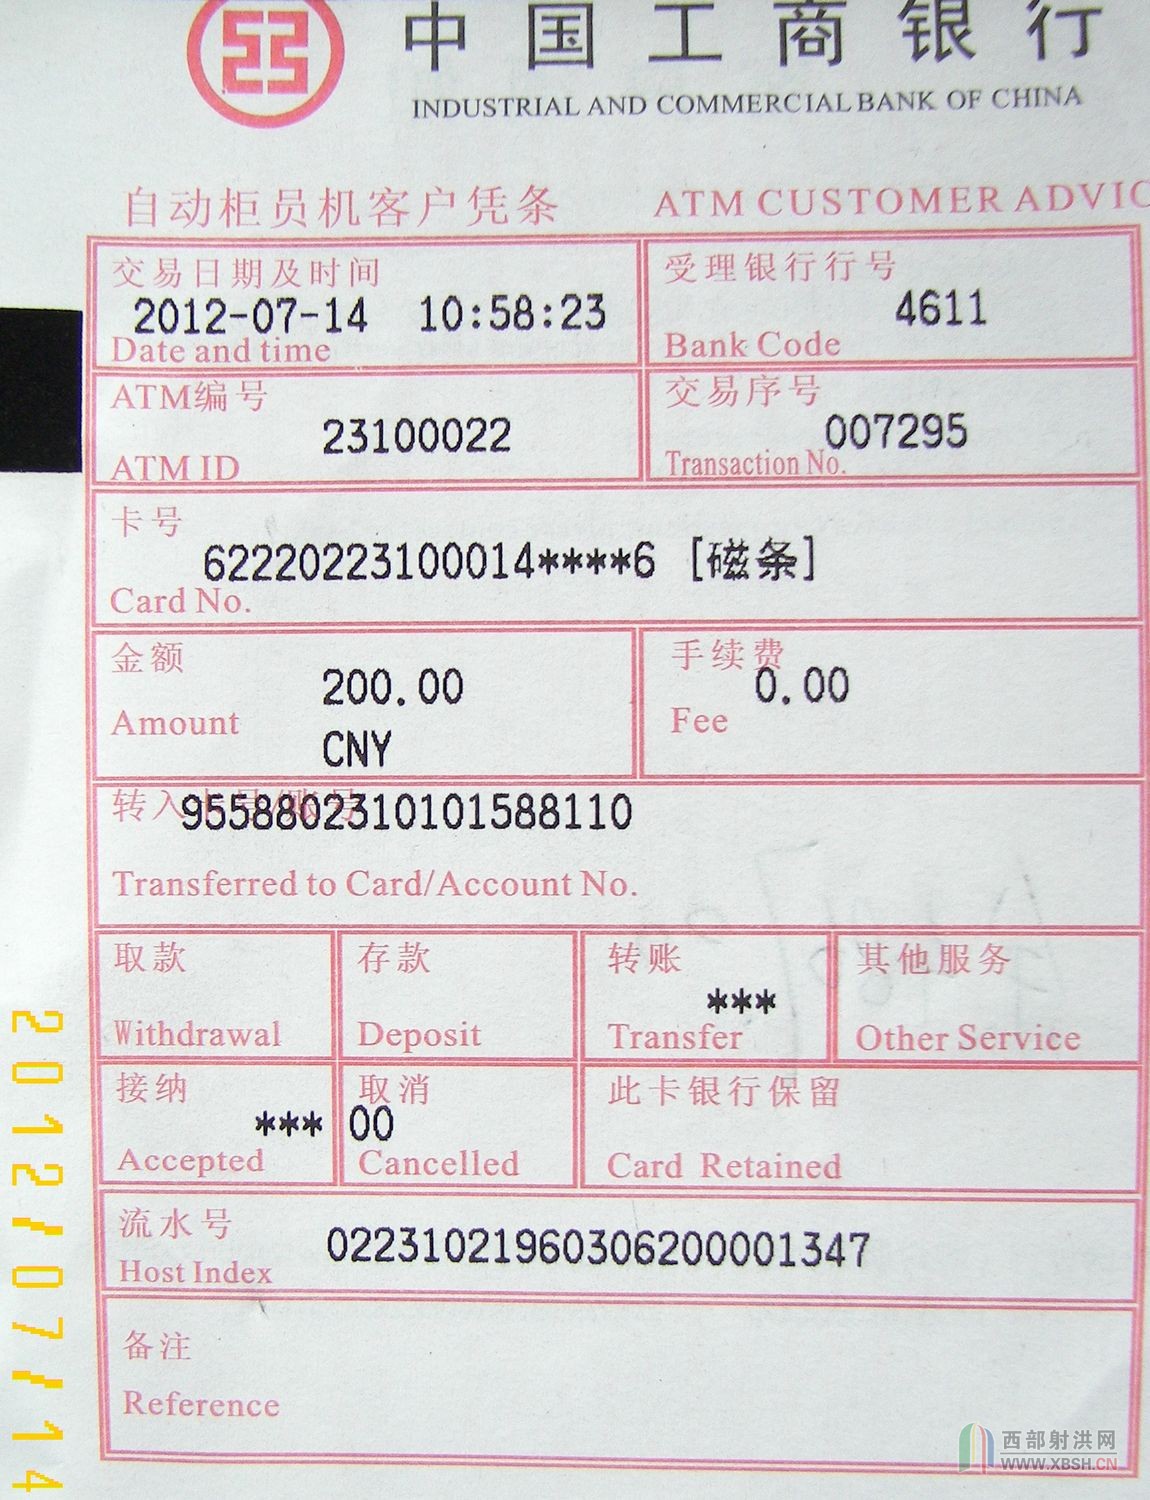 中国工商银行
INDUSTRIAL AND COMMERCIAL BANK OF CHINA
自动柜员机客户凭条 ATM CUSTOMER ADVIC
交易日期及时间
2012-07-14 10:58:23
Date and time
受理银行行号
4611
Bank Code
ATM编号
23100022
ATM ID
交易序号
007295
Transaction No.
卡号
62220223100014****6 [磁条]
Card No.
金额
200.00
Amount
CNY
手续费
0.00
Fee
转入卡号/账号
9558802310101588110
Transferred to Card/Account No.
取款
Withdrawal
存款
Deposit
转账
***
Transfer
其他服务
Other Service
接纳
***
Accepted
取消
00
Cancelled
此卡银行保留
Card Retained
流水号
02231021960306200001347
Host Index
备注
Reference
2012/07/14
西部射洪网
WWW.XBSH.CN